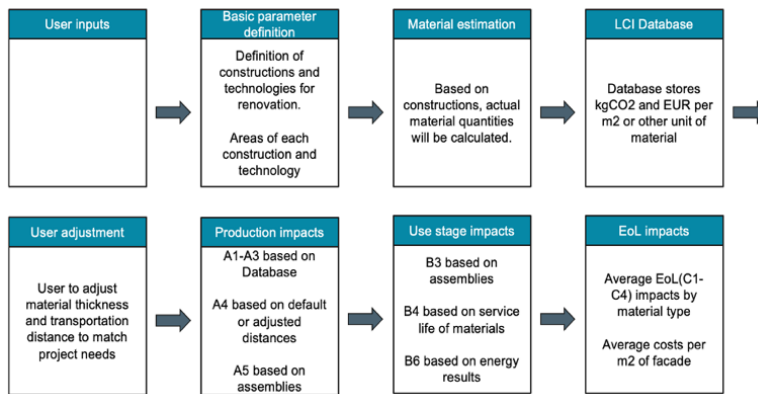 User inputs
Basic parameter
definition
Definition of
constructions and
technologies for
renovation.
Areas of each
construction and
technology
Material estimation
Based on
constructions, actual
material quantities
will be calculated.
LCI Database
Database stores
kgCO2 and EUR per
m2 or other unit of
material
User adjustment
User to adjust
material thickness
and transportation
distance to match
project needs
Production impacts
A1-A3 based on
Database
A4 based on default
or adjusted
distances
A5 based on
assemblies
Use stage impacts
B3 based on
assemblies
B4 based on service
life of materials
B6 based on energy
results
EoL impacts
Average EoL(C1-
C4) impacts by
material type
Average costs per
m2 of facade